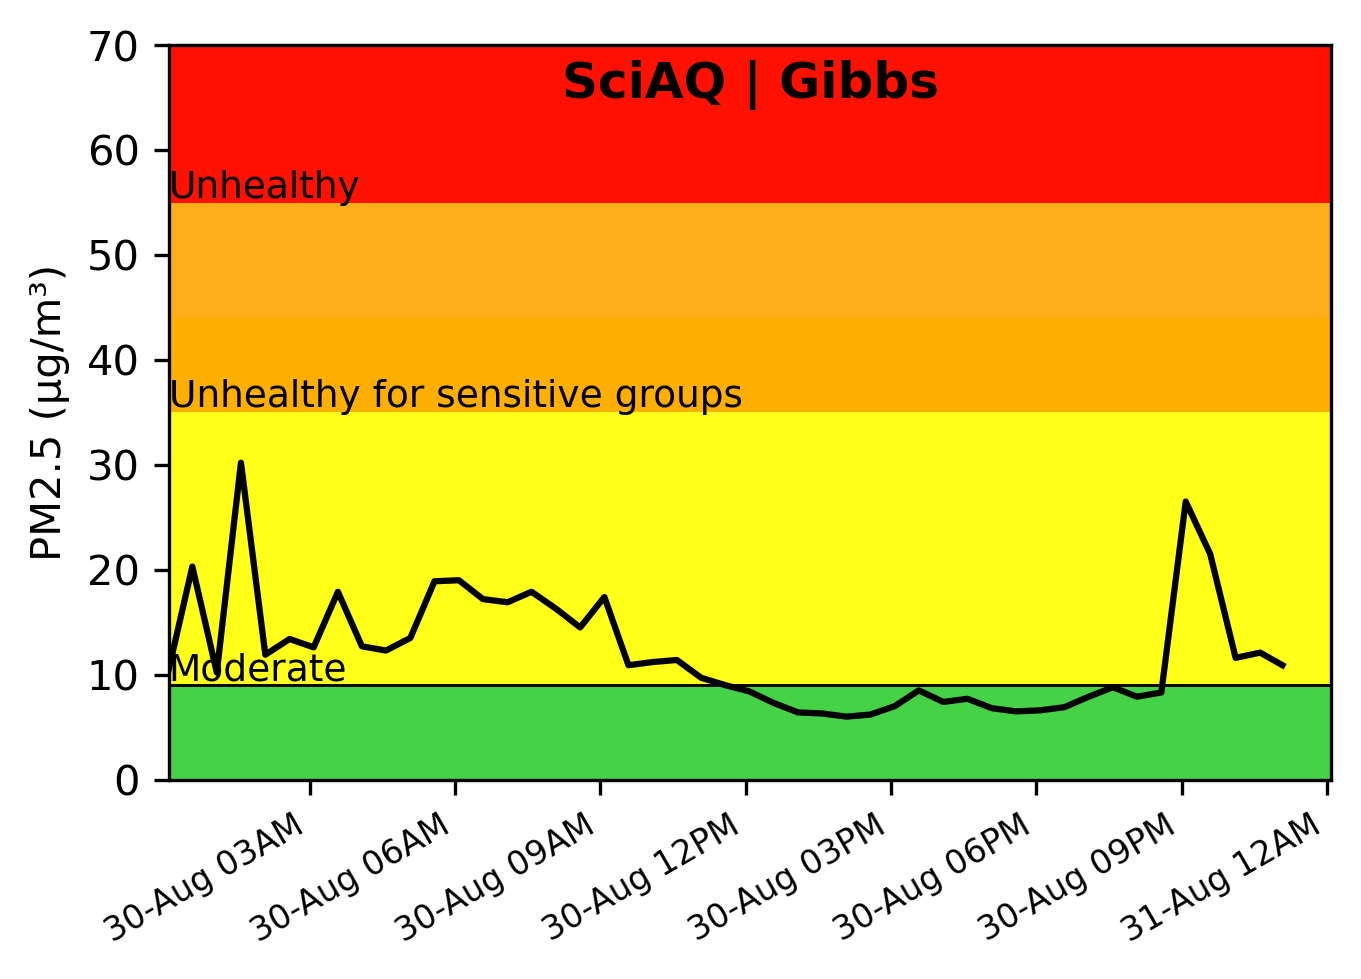 SciAQ | Gibbs
PM2.5 (µg/m³)
70
60
50
40
30
20
10
0
Unhealthy
Unhealthy for sensitive groups
Moderate
30-Aug 03AM
30-Aug 06AM
30-Aug 09AM
30-Aug 12PM
30-Aug 03PM
30-Aug 06PM
30-Aug 09PM
31-Aug 12AM